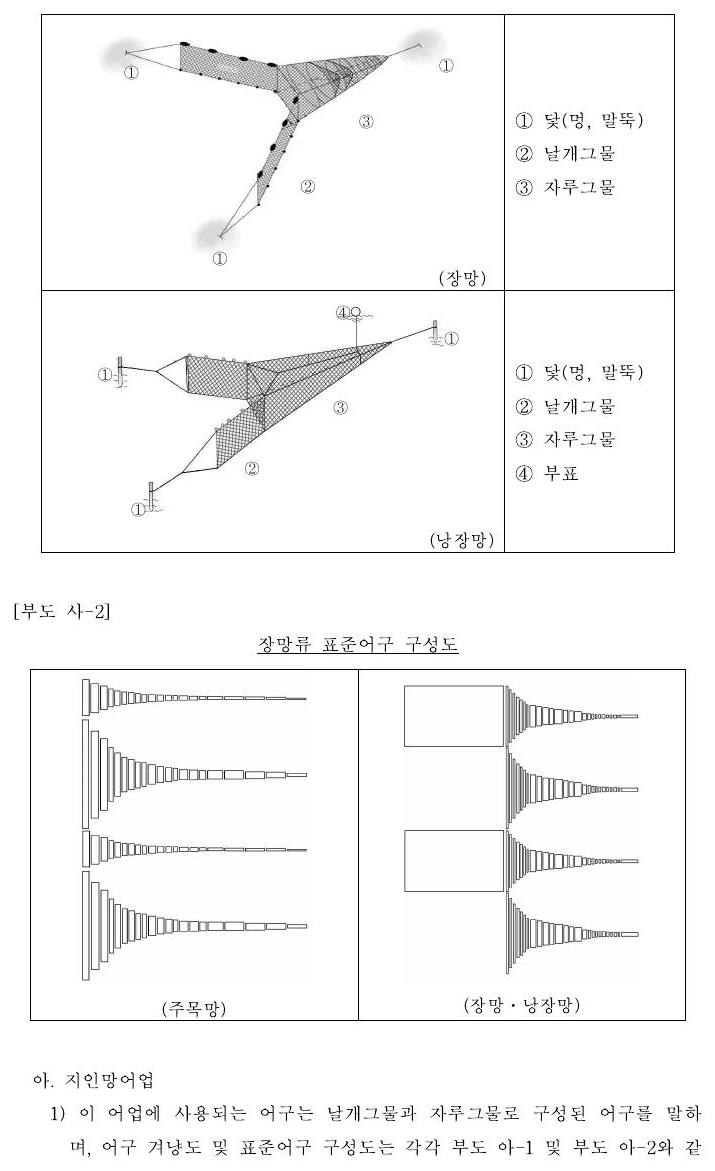 ①
①
③
②
①
(장망)
① 닻(멍, 말뚝)
② 날개그물
③ 자루그물
④
①
①
③
②
①
(낭장망)
① 닻(멍, 말뚝)
② 날개그물
③ 자루그물
④ 부표
[부도 사-2]
장망류 표준어구 구성도
(주목망)
(장망・낭장망)
아. 지인망어업
1) 이 어업에 사용되는 어구는 날개그물과 자루그물로 구성된 어구를 말하
며, 어구 겨냥도 및 표준어구 구성도는 각각 부도 아-1 및 부도 아-2와 같